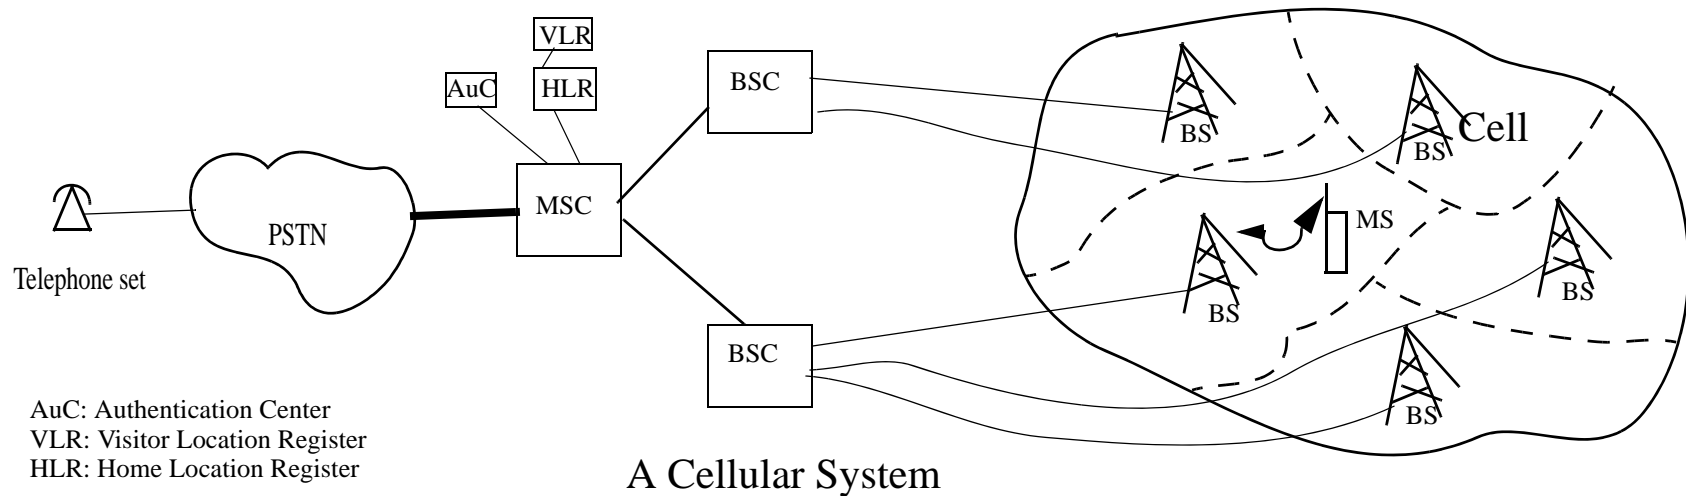 VLR
AuC
HLR
BSC
BS
BS
Cell
PSTN
MSC
MS
Telephone set
BS
BS
BSC
BS
AuC: Authentication Center
VLR: Visitor Location Register
HLR: Home Location Register
A Cellular System